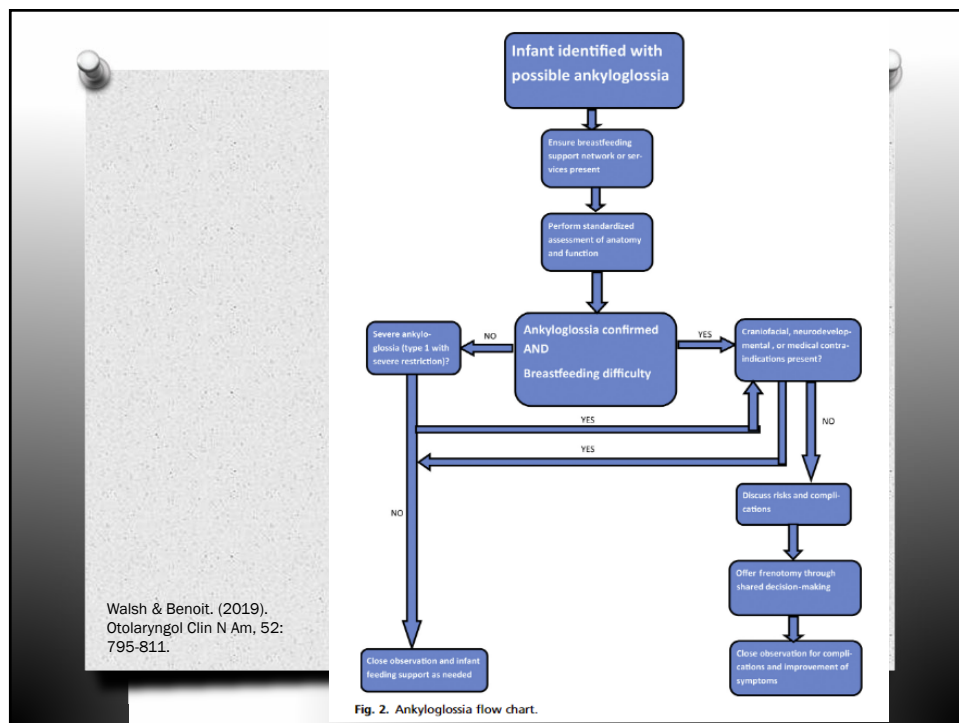 Infant identified with
possible ankyloglossia
Ensure breastfeeding
support network or ser-
vices present
Perform standardized
assessment of anatomy
and function
Ankyloglossia confirmed
AND
Breastfeeding difficulty
NO
YES
Severe ankylo-
glossia (type 1 with
severe restriction)?
Craniofacial, neurodevelop-
mental , or medical contra-
indications present?
YES
NO
YES
NO
Discuss risks and compli-
cations
Offer frenotomy through
shared decision-making
Close observation and infant
feeding support as needed
Close observation for compli-
cations and improvement of
symptoms
Walsh & Benoit. (2019).
Otolaryngol Clin N Am, 52:
795-811.
Fig. 2. Ankyloglossia flow chart.